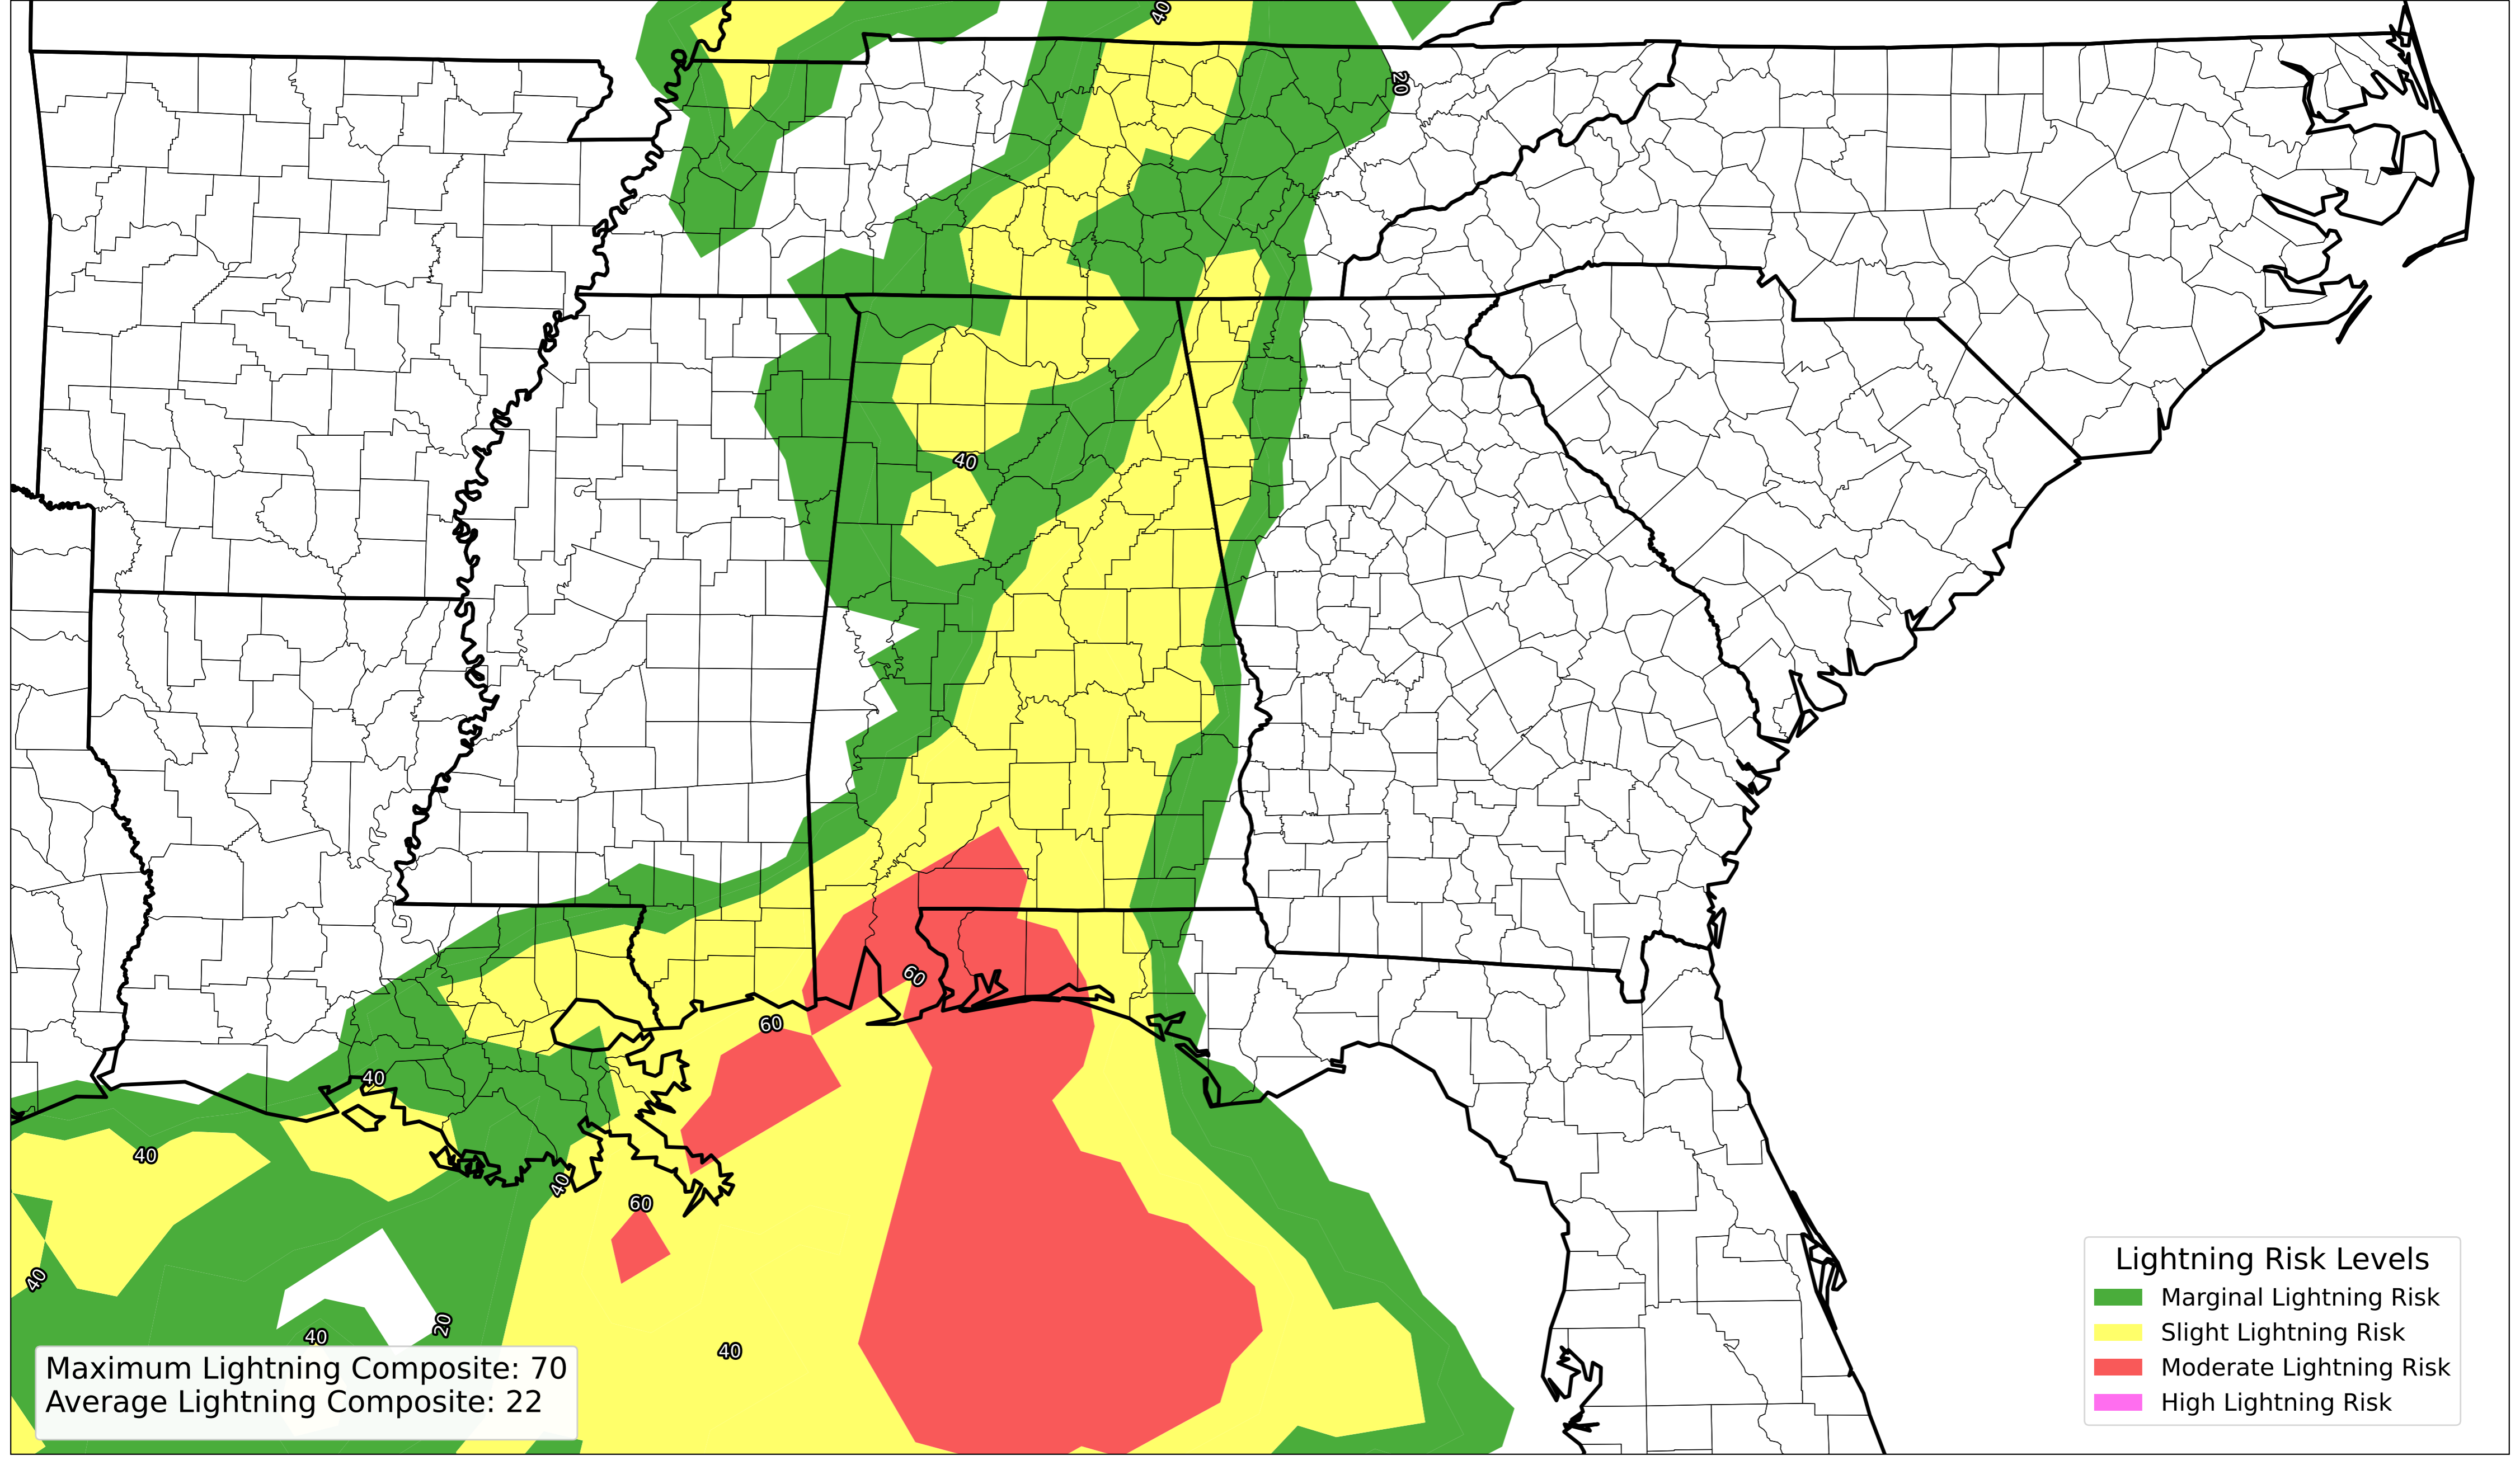 40
20
40
60
60
40
40
40
60
40
20
40
40
Maximum Lightning Composite: 70
Average Lightning Composite: 22
Lightning Risk Levels
Marginal Lightning Risk
Slight Lightning Risk
Moderate Lightning Risk
High Lightning Risk